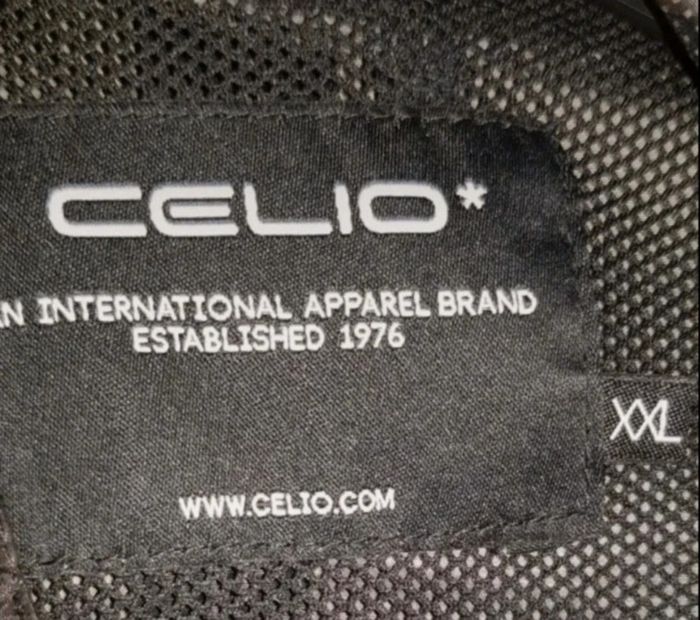 CELIO*
AN INTERNATIONAL APPAREL BRAND
ESTABLISHED 1976
XXL
WWW.CELIO.COM